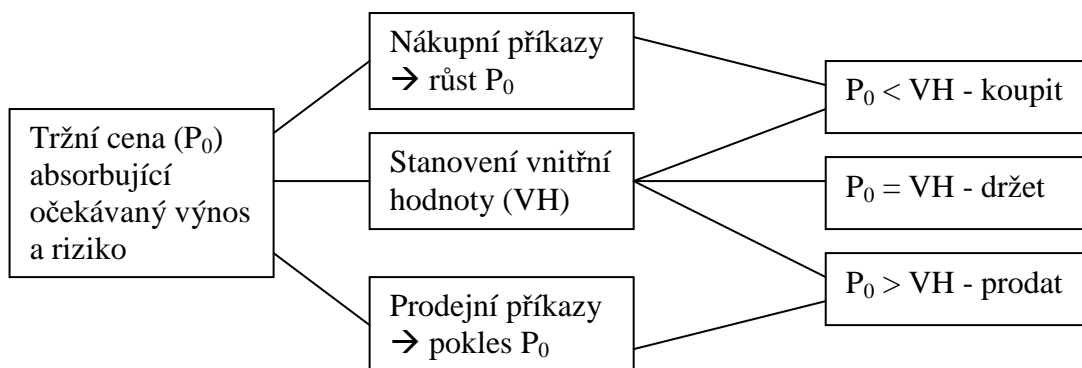 Tržní cena (P₀)
absorbující
očekávaný výnos
a riziko
Nákupní příkazy
→ růst P₀
Stanovení vnitřní
hodnoty (VH)
Prodejní příkazy
→ pokles P₀
P₀ < VH - koupit
P₀ = VH - držet
P₀ > VH - prodat